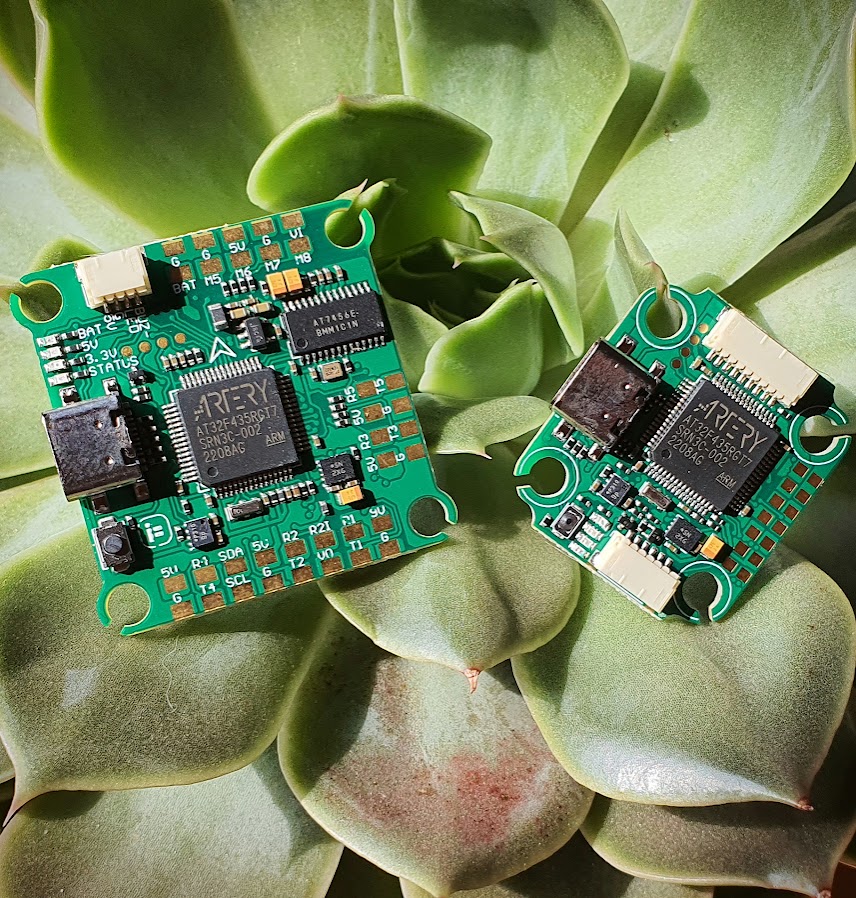 G G 5V G VI
BAT M5 M6 M7 M8
BAT
5V
3.3V
STATUS
AT7456E-
BMMIC1N
ARTERY
AT32F435RGT7
SRN3C-002
2208AG ARM
R5
R3 T3
5V G
5V R1 SDA 5V R2 R2I M1 9V
G T4 SCL G T2 VO T1 G
ARTERY
AT32F435RGT7
SRN3C-002
2208AG ARM